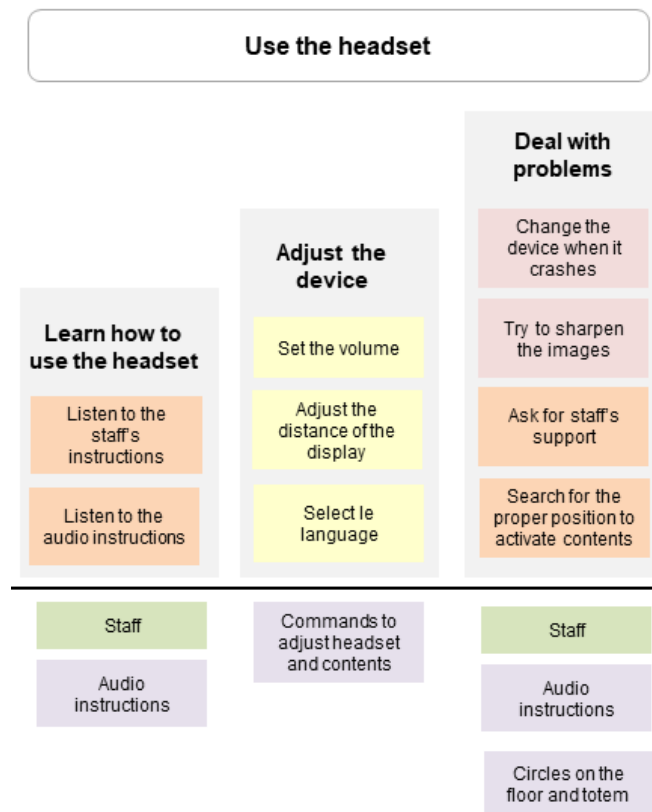 Use the headset
Learn how to
use the headset
Listen to the
staff's
instructions
Listen to the
audio instructions
Adjust the
device
Set the volume
Adjust the
distance of the
display
Select le
language
Deal with
problems
Change the
device when it
crashes
Try to sharpen
the images
Ask for staff's
support
Search for the
proper position to
activate contents
Staff
Audio
instructions
Commands to
adjust headset
and contents
Staff
Audio
instructions
Circles on the
floor and totem